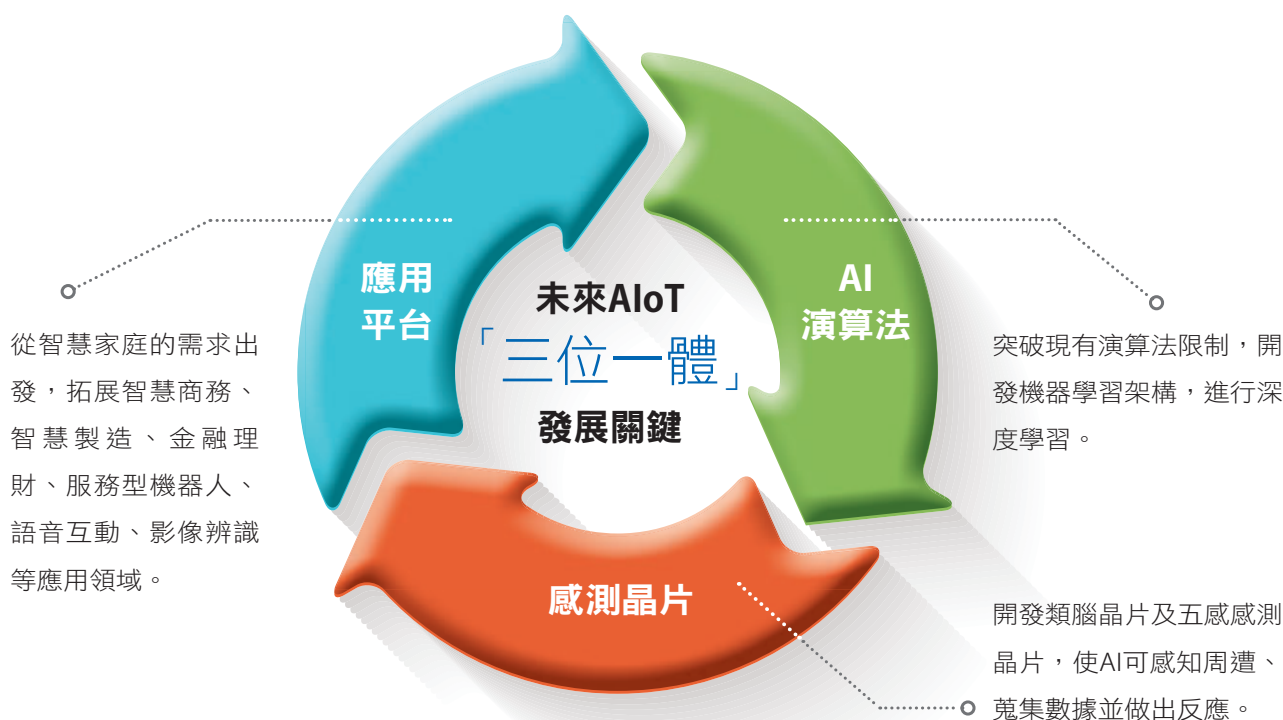 未來AIoT
「三位一體」
發展關鍵
應用
平台
從智慧家庭的需求出
發，拓展智慧商務、
智慧製造、金融理
財、服務型機器人、
語音互動、影像辨識
等應用領域。
AI
演算法
突破現有演算法限制，開
發機器學習架構，進行深
度學習。
感測晶片
開發類腦晶片及五感感測
晶片，使AI可感知周遭、
蒐集數據並做出反應。